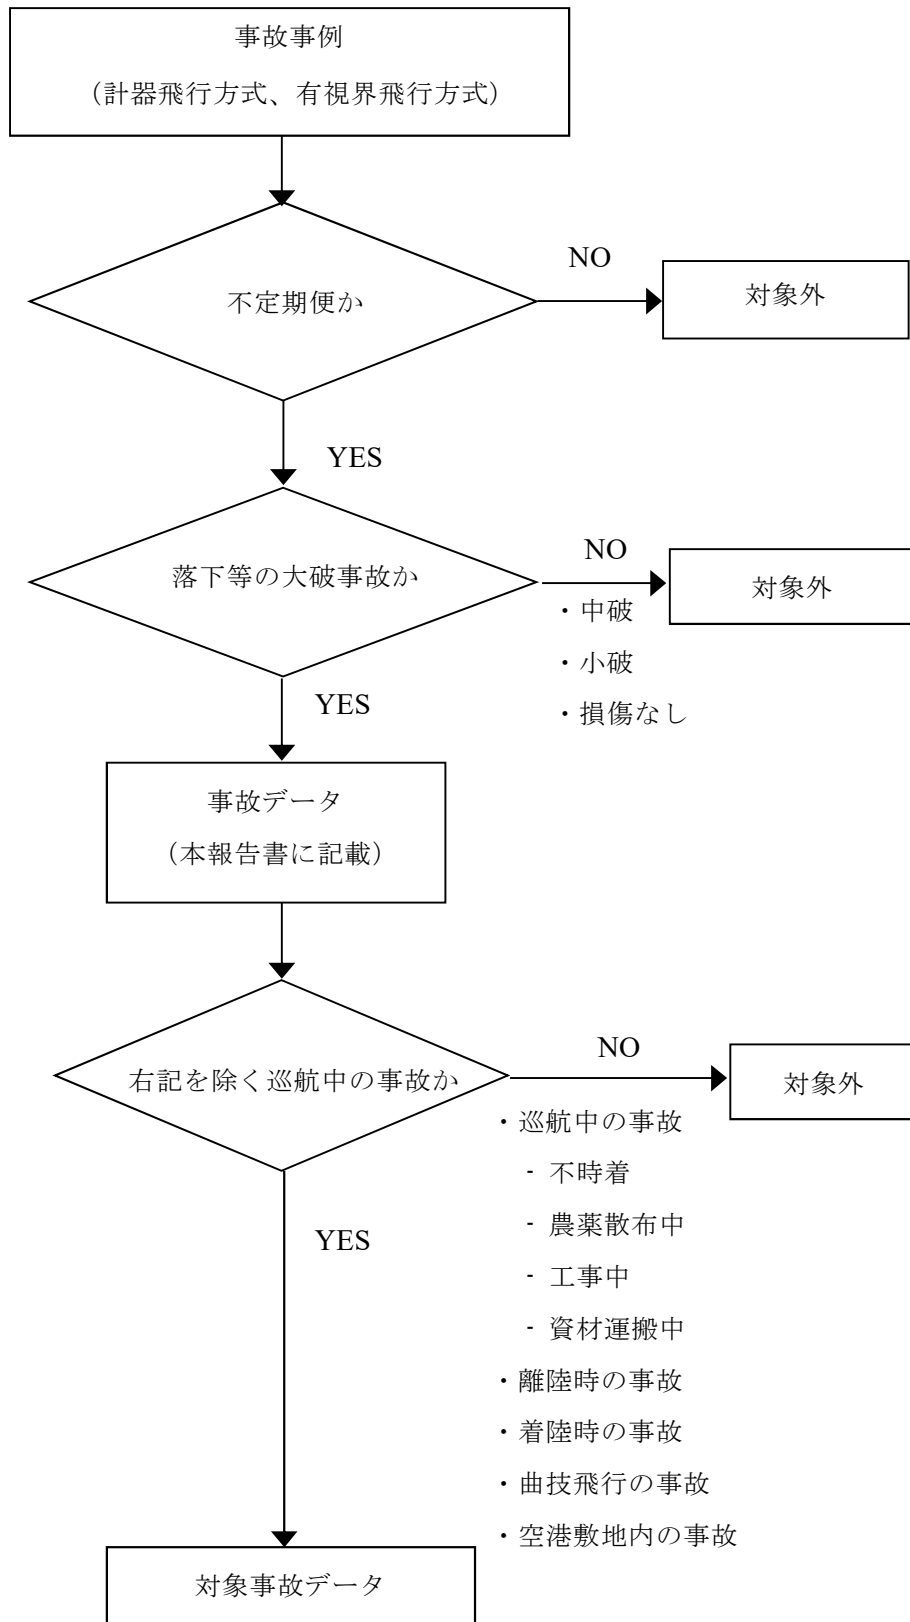 事故事例
（計器飛行方式、有視界飛行方式）
不定期便か
NO
対象外
YES
落下等の大破事故か
NO
対象外
・中破
・小破
・損傷なし
YES
事故データ
（本報告書に記載）
右記を除く巡航中の事故か
NO
対象外
・巡航中の事故
- 不時着
- 農薬散布中
- 工事中
- 資材運搬中
・離陸時の事故
・着陸時の事故
・曲技飛行の事故
・空港敷地内の事故
YES
対象事故データ